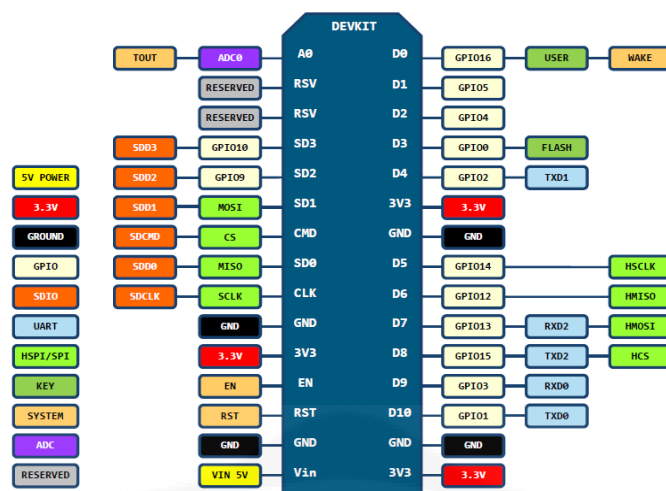 DEVKIT
TOUT ADC0 A0 D0 GPIO16 USER WAKE
RESERVED RSV D1 GPIO5
RESERVED RSV D2 GPIO4
SDD3 GPIO10 SD3 D3 GPIO0 FLASH
5V POWER SDD2 GPIO9 SD2 D4 GPIO2 TXD1
3.3V SDD1 MOSI SD1 3V3 3.3V
GROUND SDCMD CS CMD GND GND
GPIO SDD0 MISO SD0 D5 GPIO14 HSCLK
SDIO SDCLK SCLK CLK D6 GPIO12 HMISO
UART GND GND D7 GPIO13 RXD2 HMOSI
HSPI/SPI 3.3V 3V3 D8 GPIO15 TXD2 HCS
KEY EN EN D9 GPIO3 RXD0
SYSTEM RST RST D10 GPIO1 TXD0
ADC GND GND GND GND
RESERVED VIN 5V Vin 3V3 3.3V